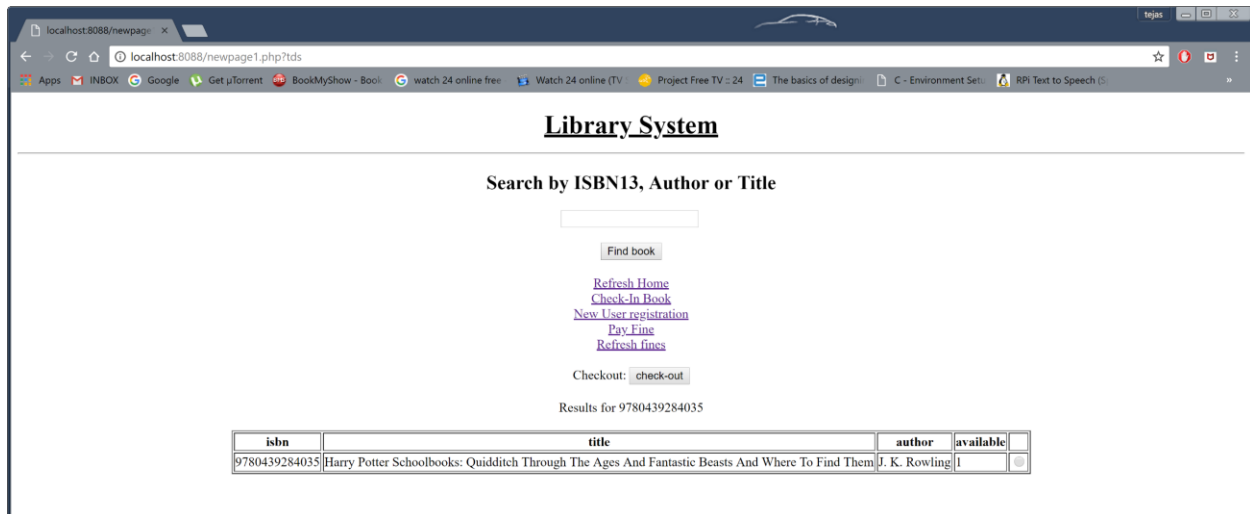 localhost:8088/newpage
tejas
localhost:8088/newpage1.php?tds
Apps INBOX Google Get µTorrent BookMyShow - Book watch 24 online free Watch 24 online (TV Project Free TV :: 24 The basics of design C - Environment Setu RPi Text to Speech (S
Library System
Search by ISBN13, Author or Title
Find book
Refresh Home
Check-In Book
New User registration
Pay Fine
Refresh fines
Checkout: check-out
Results for 9780439284035
isbn title author available
9780439284035 Harry Potter Schoolbooks: Quidditch Through The Ages And Fantastic Beasts And Where To Find Them J. K. Rowling 1